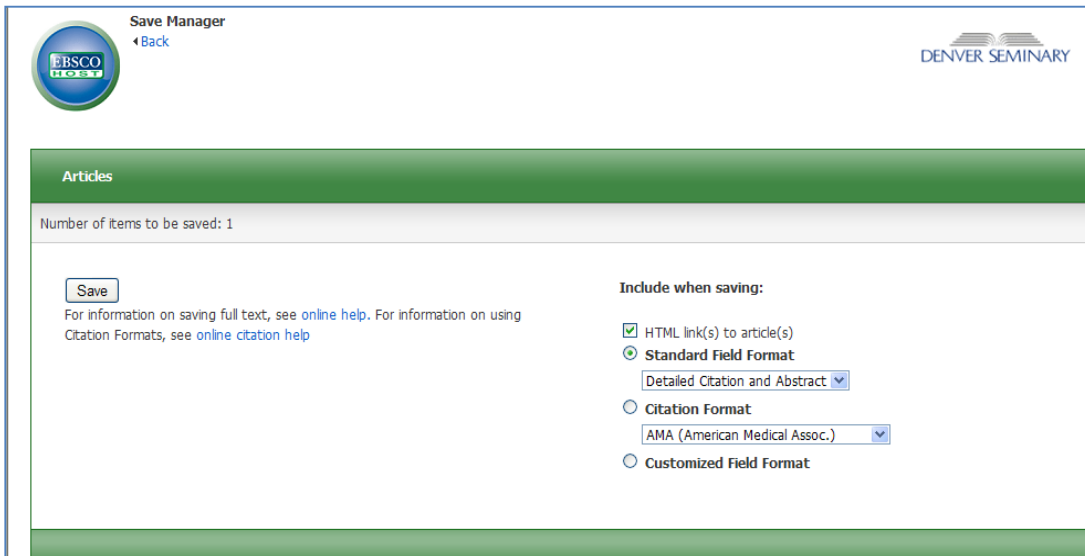 Save Manager
Back
EBSCO
HOST
DENVER SEMINARY
Articles
Number of items to be saved: 1
Save
For information on saving full text, see online help. For information on using
Citation Formats, see online citation help
Include when saving:
HTML link(s) to article(s)
Standard Field Format
Detailed Citation and Abstract
Citation Format
AMA (American Medical Assoc.)
Customized Field Format